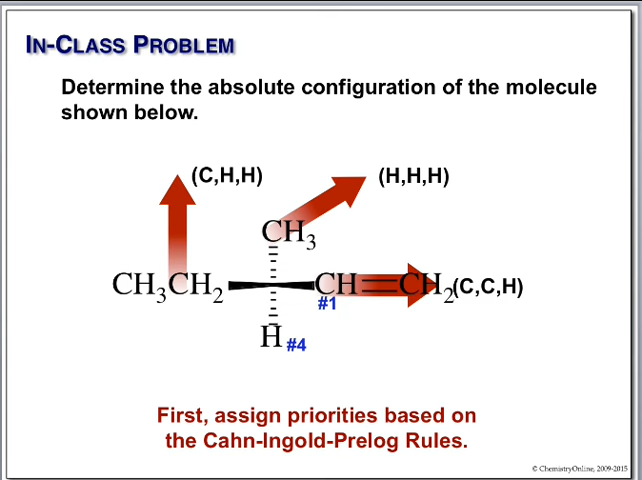 IN-CLASS PROBLEM
Determine the absolute configuration of the molecule
shown below.
(C,H,H) (H,H,H)
CH₃
CH₃CH₂ CH=CH₂ (C,C,H)
#1
H #4
First, assign priorities based on
the Cahn-Ingold-Prelog Rules.
© ChemistryOnline, 2009-2015